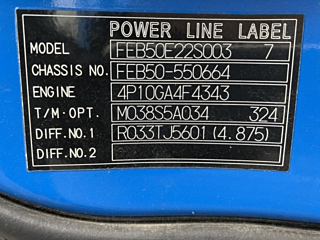 POWER LINE LABEL
MODEL FEB50E22S003 7
CHASSIS NO. FEB50-550664
ENGINE 4P10GA4F4343
T/M·OPT. M038S5A034 324
DIFF.NO.1 R033TJ5601(4.875)
DIFF.NO.2